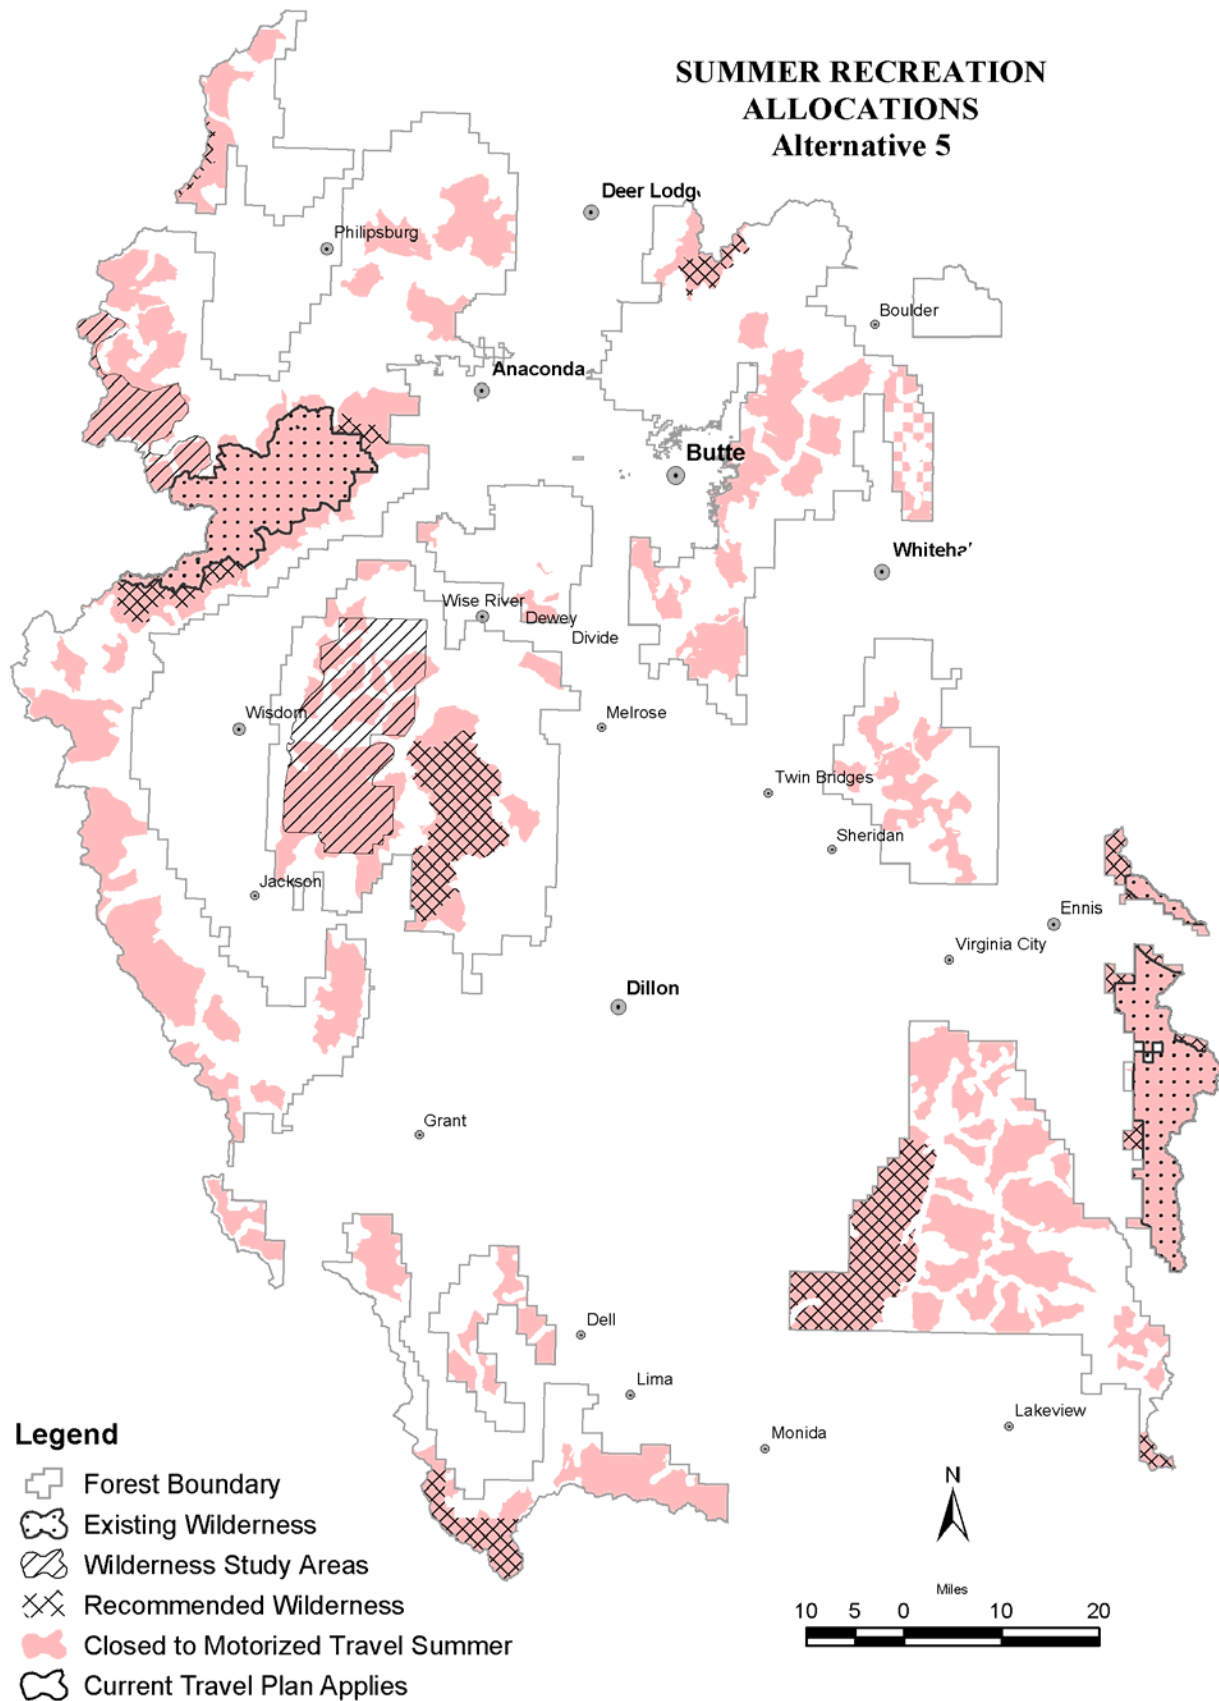 SUMMER RECREATION
ALLOCATIONS
Alternative 5
Deer Lodg
Philipsburg
Boulder
Anaconda
Butte
Whiteha
Wise River
Dewey
Divide
Wisdom
Melrose
Twin Bridges
Sheridan
Jackson
Ennis
Virginia City
Dillon
Grant
Dell
Lima
Lakeview
Monida
Legend
Forest Boundary
Existing Wilderness
Wilderness Study Areas
Recommended Wilderness
Closed to Motorized Travel Summer
Current Travel Plan Applies
N
Miles
10 5 0 10 20